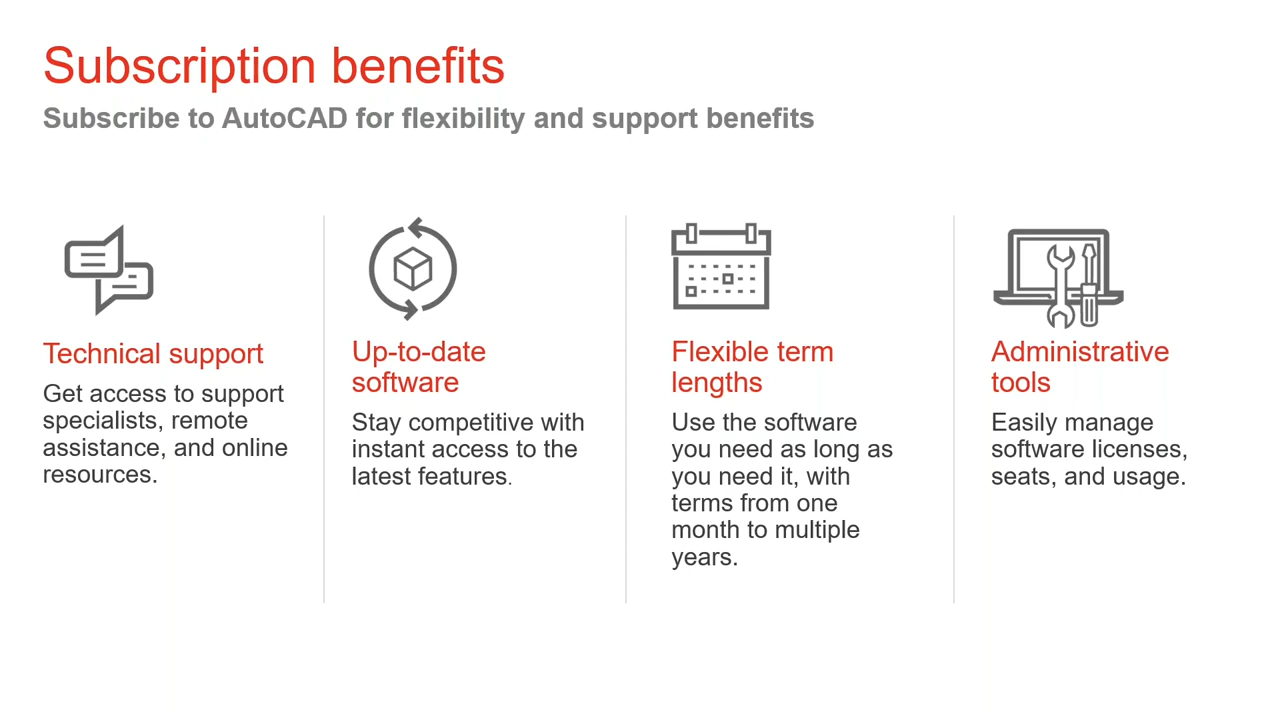 Subscription benefits
Subscribe to AutoCAD for flexibility and support benefits
Technical support
Get access to support
specialists, remote
assistance, and online
resources.
Up-to-date
software
Stay competitive with
instant access to the
latest features.
Flexible term
lengths
Use the software
you need as long as
you need it, with
terms from one
month to multiple
years.
Administrative
tools
Easily manage
software licenses,
seats, and usage.